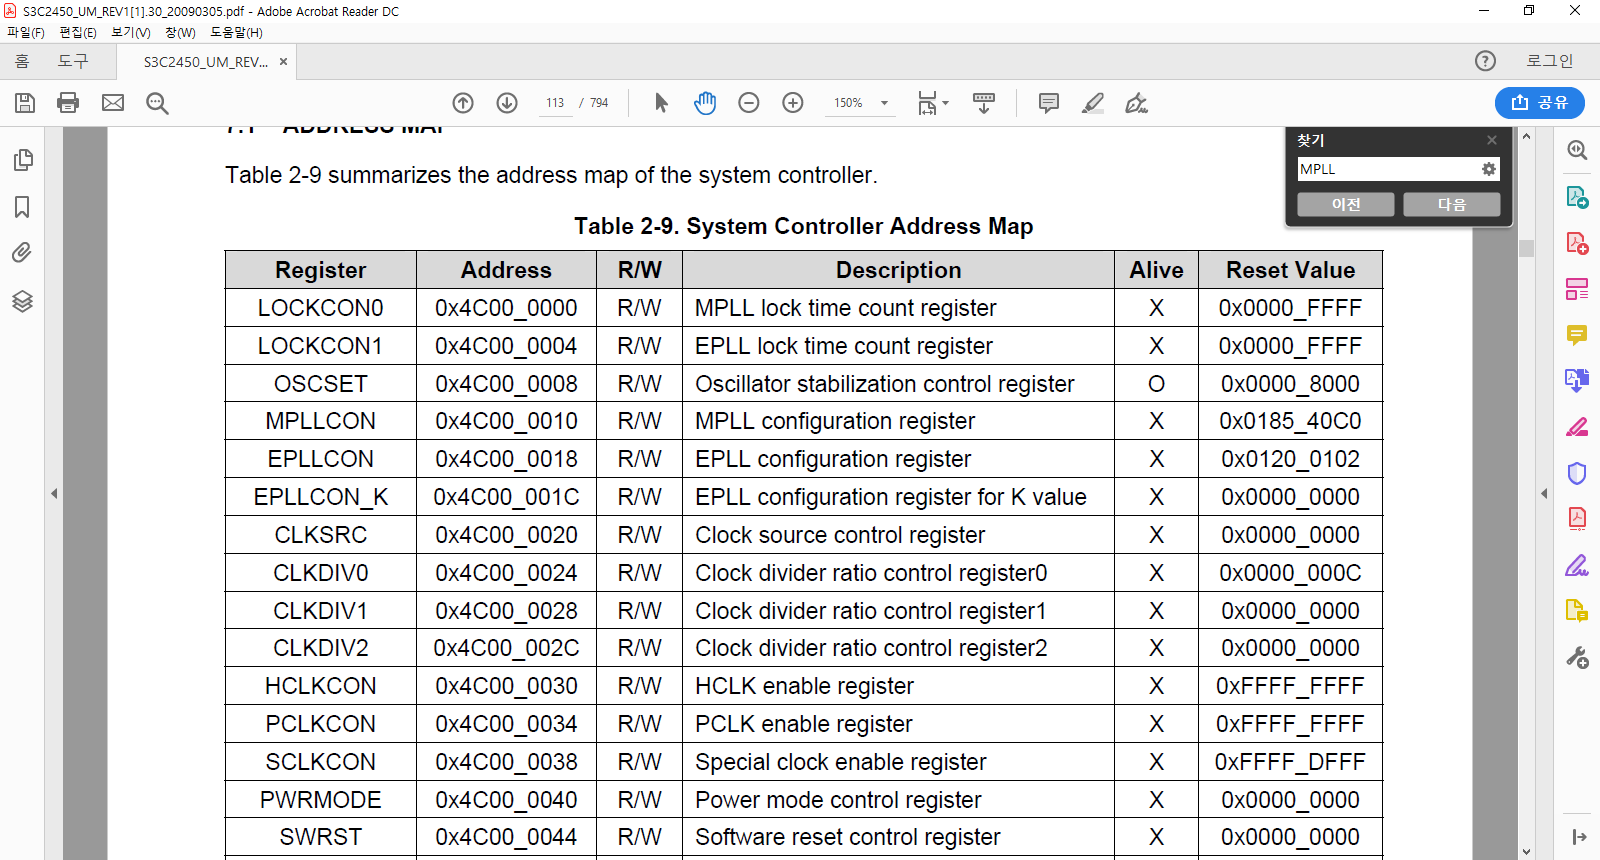 S3C2450_UM_REV1[1].30_20090305.pdf - Adobe Acrobat Reader DC
파일(F) 편집(E) 보기(V) 창(W) 도움말(H)
홈 도구 S3C2450_UM_REV... × ? 로그인
113 / 794 150% 공유
7.1 ADDRESS MAP
찾기
MPLL
이전 다음
Table 2-9 summarizes the address map of the system controller.
Table 2-9. System Controller Address Map
Register Address R/W Description Alive Reset Value
LOCKCON0 0x4C00_0000 R/W MPLL lock time count register X 0x0000_FFFF
LOCKCON1 0x4C00_0004 R/W EPLL lock time count register X 0x0000_FFFF
OSCSET 0x4C00_0008 R/W Oscillator stabilization control register O 0x0000_8000
MPLLCON 0x4C00_0010 R/W MPLL configuration register X 0x0185_40C0
EPLLCON 0x4C00_0018 R/W EPLL configuration register X 0x0120_0102
EPLLCON_K 0x4C00_001C R/W EPLL configuration register for K value X 0x0000_0000
CLKSRC 0x4C00_0020 R/W Clock source control register X 0x0000_0000
CLKDIV0 0x4C00_0024 R/W Clock divider ratio control register0 X 0x0000_000C
CLKDIV1 0x4C00_0028 R/W Clock divider ratio control register1 X 0x0000_0000
CLKDIV2 0x4C00_002C R/W Clock divider ratio control register2 X 0x0000_0000
HCLKCON 0x4C00_0030 R/W HCLK enable register X 0xFFFF_FFFF
PCLKCON 0x4C00_0034 R/W PCLK enable register X 0xFFFF_FFFF
SCLKCON 0x4C00_0038 R/W Special clock enable register X 0xFFFF_DFFF
PWRMODE 0x4C00_0040 R/W Power mode control register X 0x0000_0000
SWRST 0x4C00_0044 R/W Software reset control register X 0x0000_0000